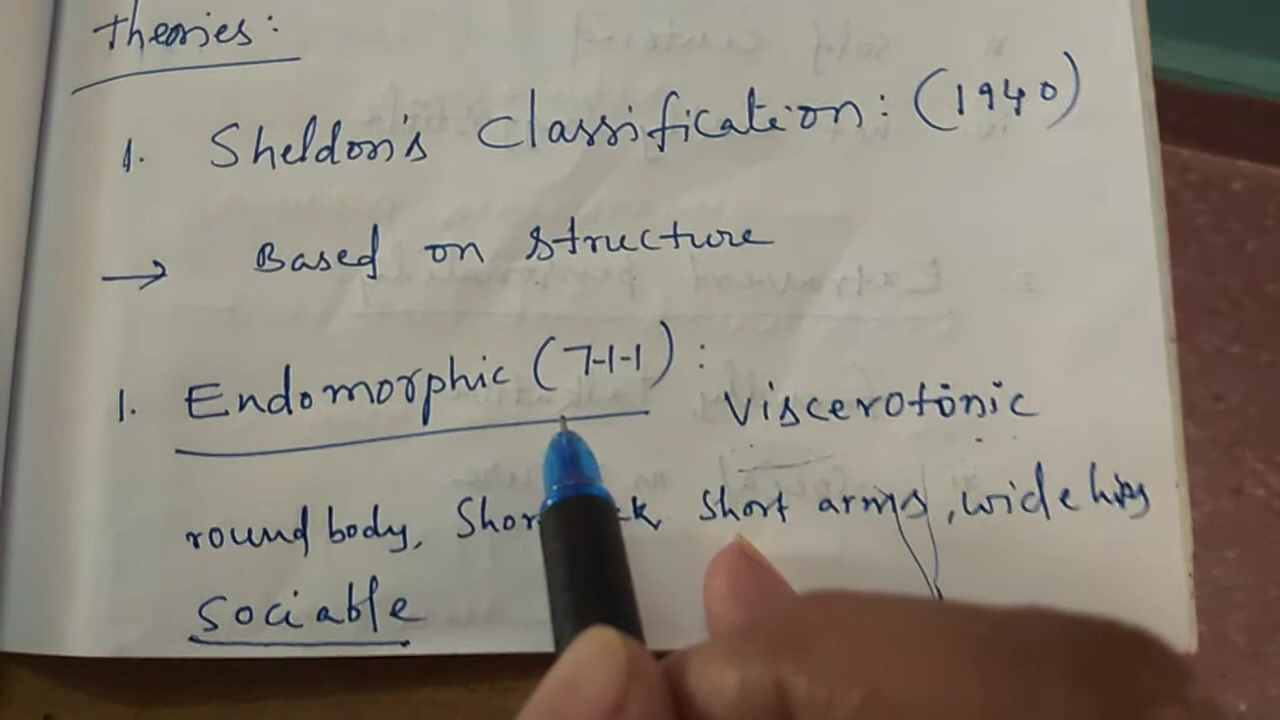 theories:
1. Sheldon's Classification: (1940)
→ Based on structure
1. Endomorphic (7-1-1): Viscerotonic
round body, short arms, wide hips
Sociable